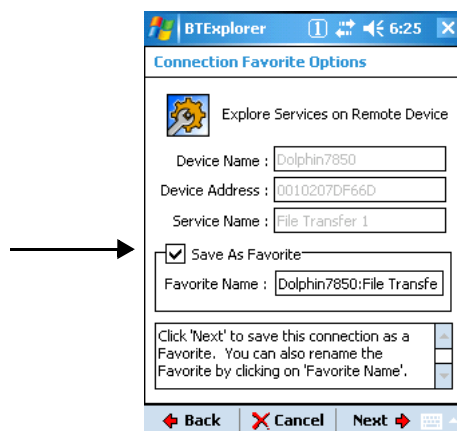 BTExplorer 1 6:25
Connection Favorite Options
Explore Services on Remote Device
Device Name : Dolphin7850
Device Address : 0010207DF66D
Service Name : File Transfer 1
Save As Favorite
Favorite Name : Dolphin7850:File Transfe
Click 'Next' to save this connection as a
Favorite. You can also rename the
Favorite by clicking on 'Favorite Name'.
Back Cancel Next